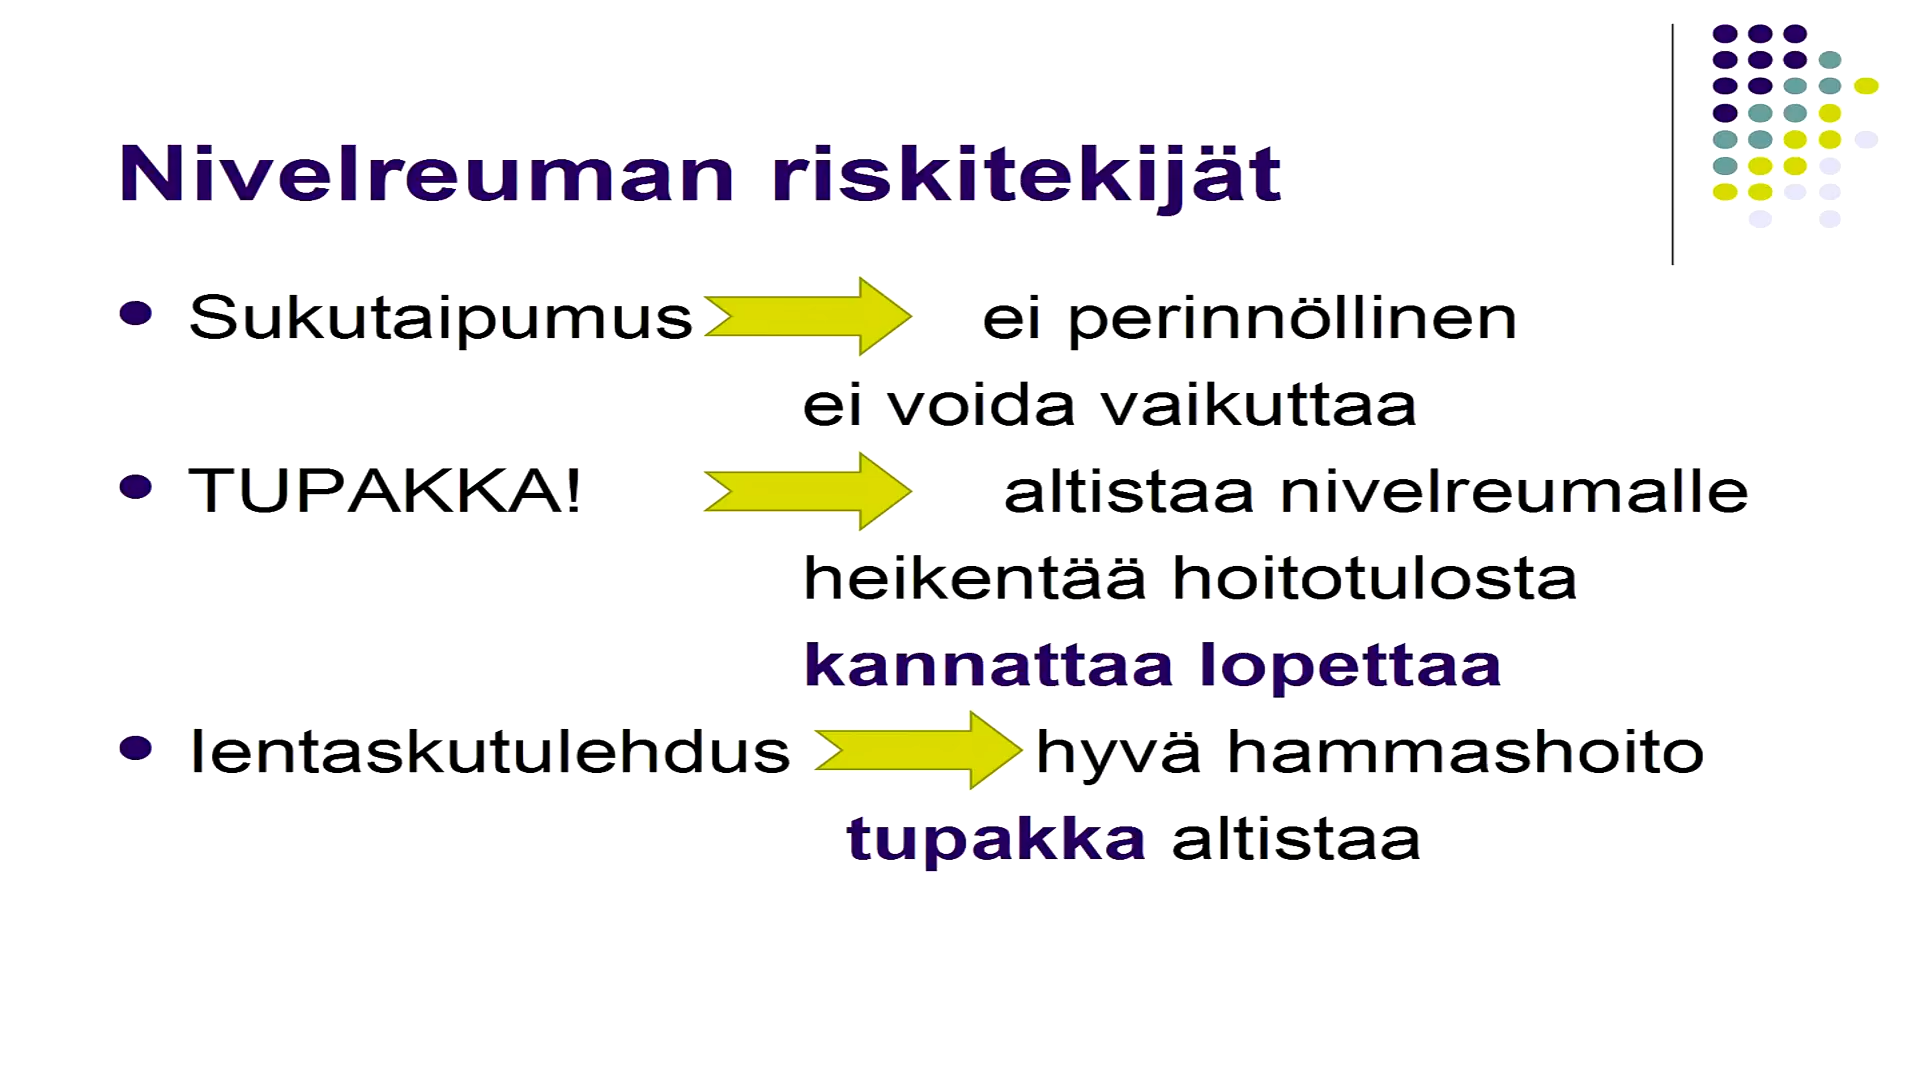 Nivelreuman riskitekijät
Sukutaipumus ei perinnöllinen
ei voida vaikuttaa
TUPAKKA! altistaa nivelreumalle
heikentää hoitotulosta
kannattaa lopettaa
Ientaskutulehdus hyvä hammashoito
tupakka altistaa